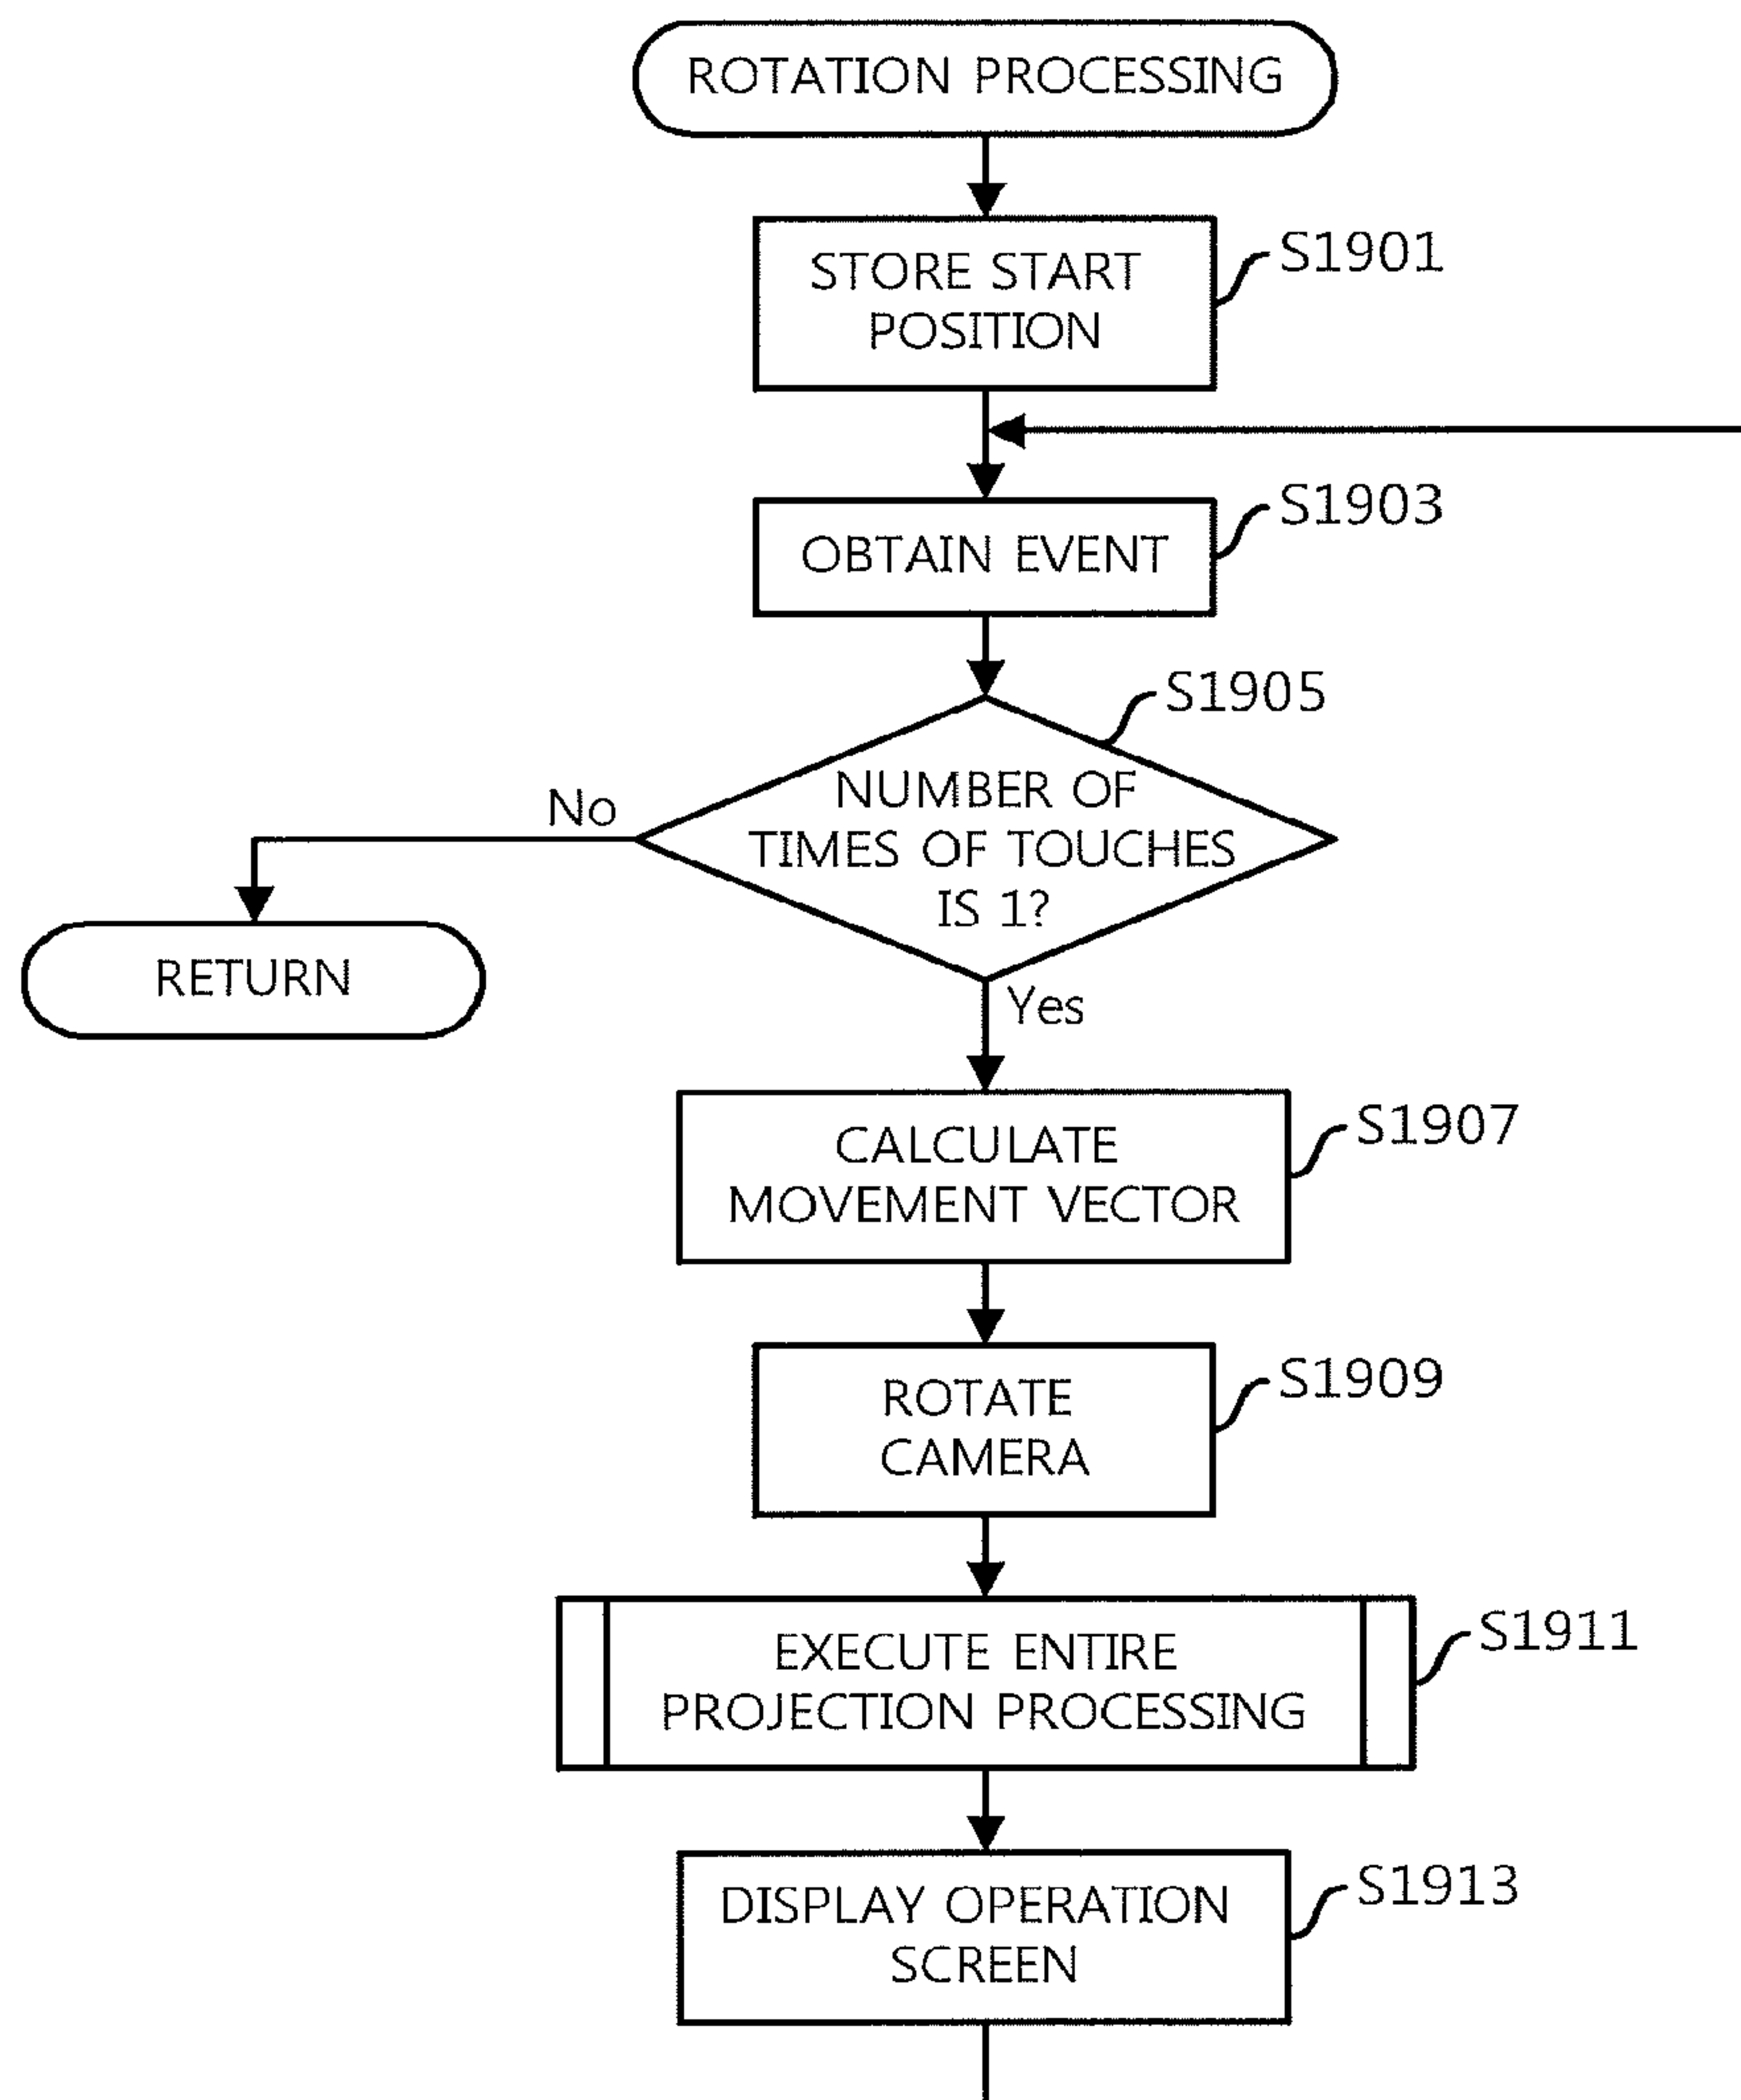 ROTATION PROCESSING
STORE START
POSITION
S1901
OBTAIN EVENT
S1903
S1905
NUMBER OF
TIMES OF TOUCHES
IS 1?
No
RETURN
Yes
CALCULATE
MOVEMENT VECTOR
S1907
ROTATE
CAMERA
S1909
EXECUTE ENTIRE
PROJECTION PROCESSING
S1911
DISPLAY OPERATION
SCREEN
S1913